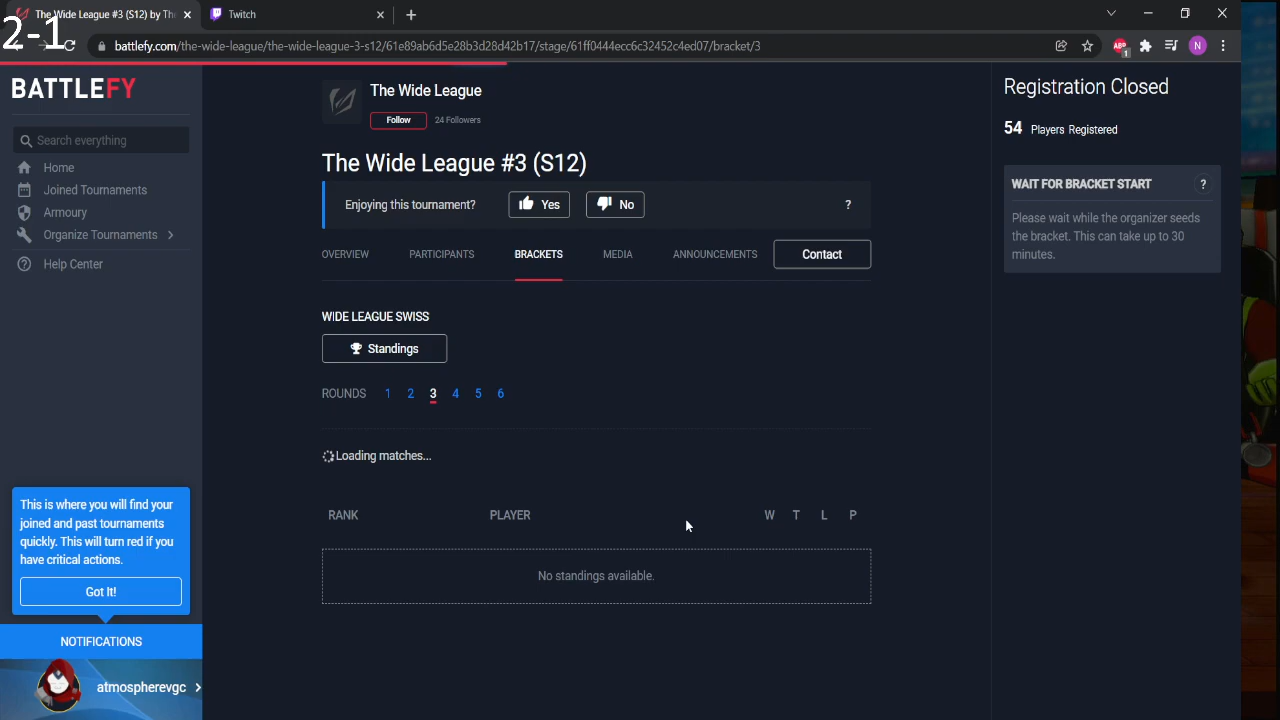 The Wide League #3 (S12) by The
Twitch
2-1
battlefy.com/the-wide-league/the-wide-league-3-s12/61e89ab6d5e28b3d28d42b17/stage/61ff0444ecc6c32452c4ed07/bracket/3
ABP
1
N
BATTLEFY
Search everything
Home
Joined Tournaments
Armoury
Organize Tournaments
Help Center
This is where you will find your
joined and past tournaments
quickly. This will turn red if you
have critical actions.
Got It!
NOTIFICATIONS
atmospherevgc
The Wide League
Follow
24 Followers
The Wide League #3 (S12)
Enjoying this tournament?
Yes
No
?
OVERVIEW
PARTICIPANTS
BRACKETS
MEDIA
ANNOUNCEMENTS
Contact
WIDE LEAGUE SWISS
Standings
ROUNDS 1 2 3 4 5 6
Loading matches...
RANK PLAYER W T L P
No standings available.
Registration Closed
54 Players Registered
WAIT FOR BRACKET START
?
Please wait while the organizer seeds
the bracket. This can take up to 30
minutes.